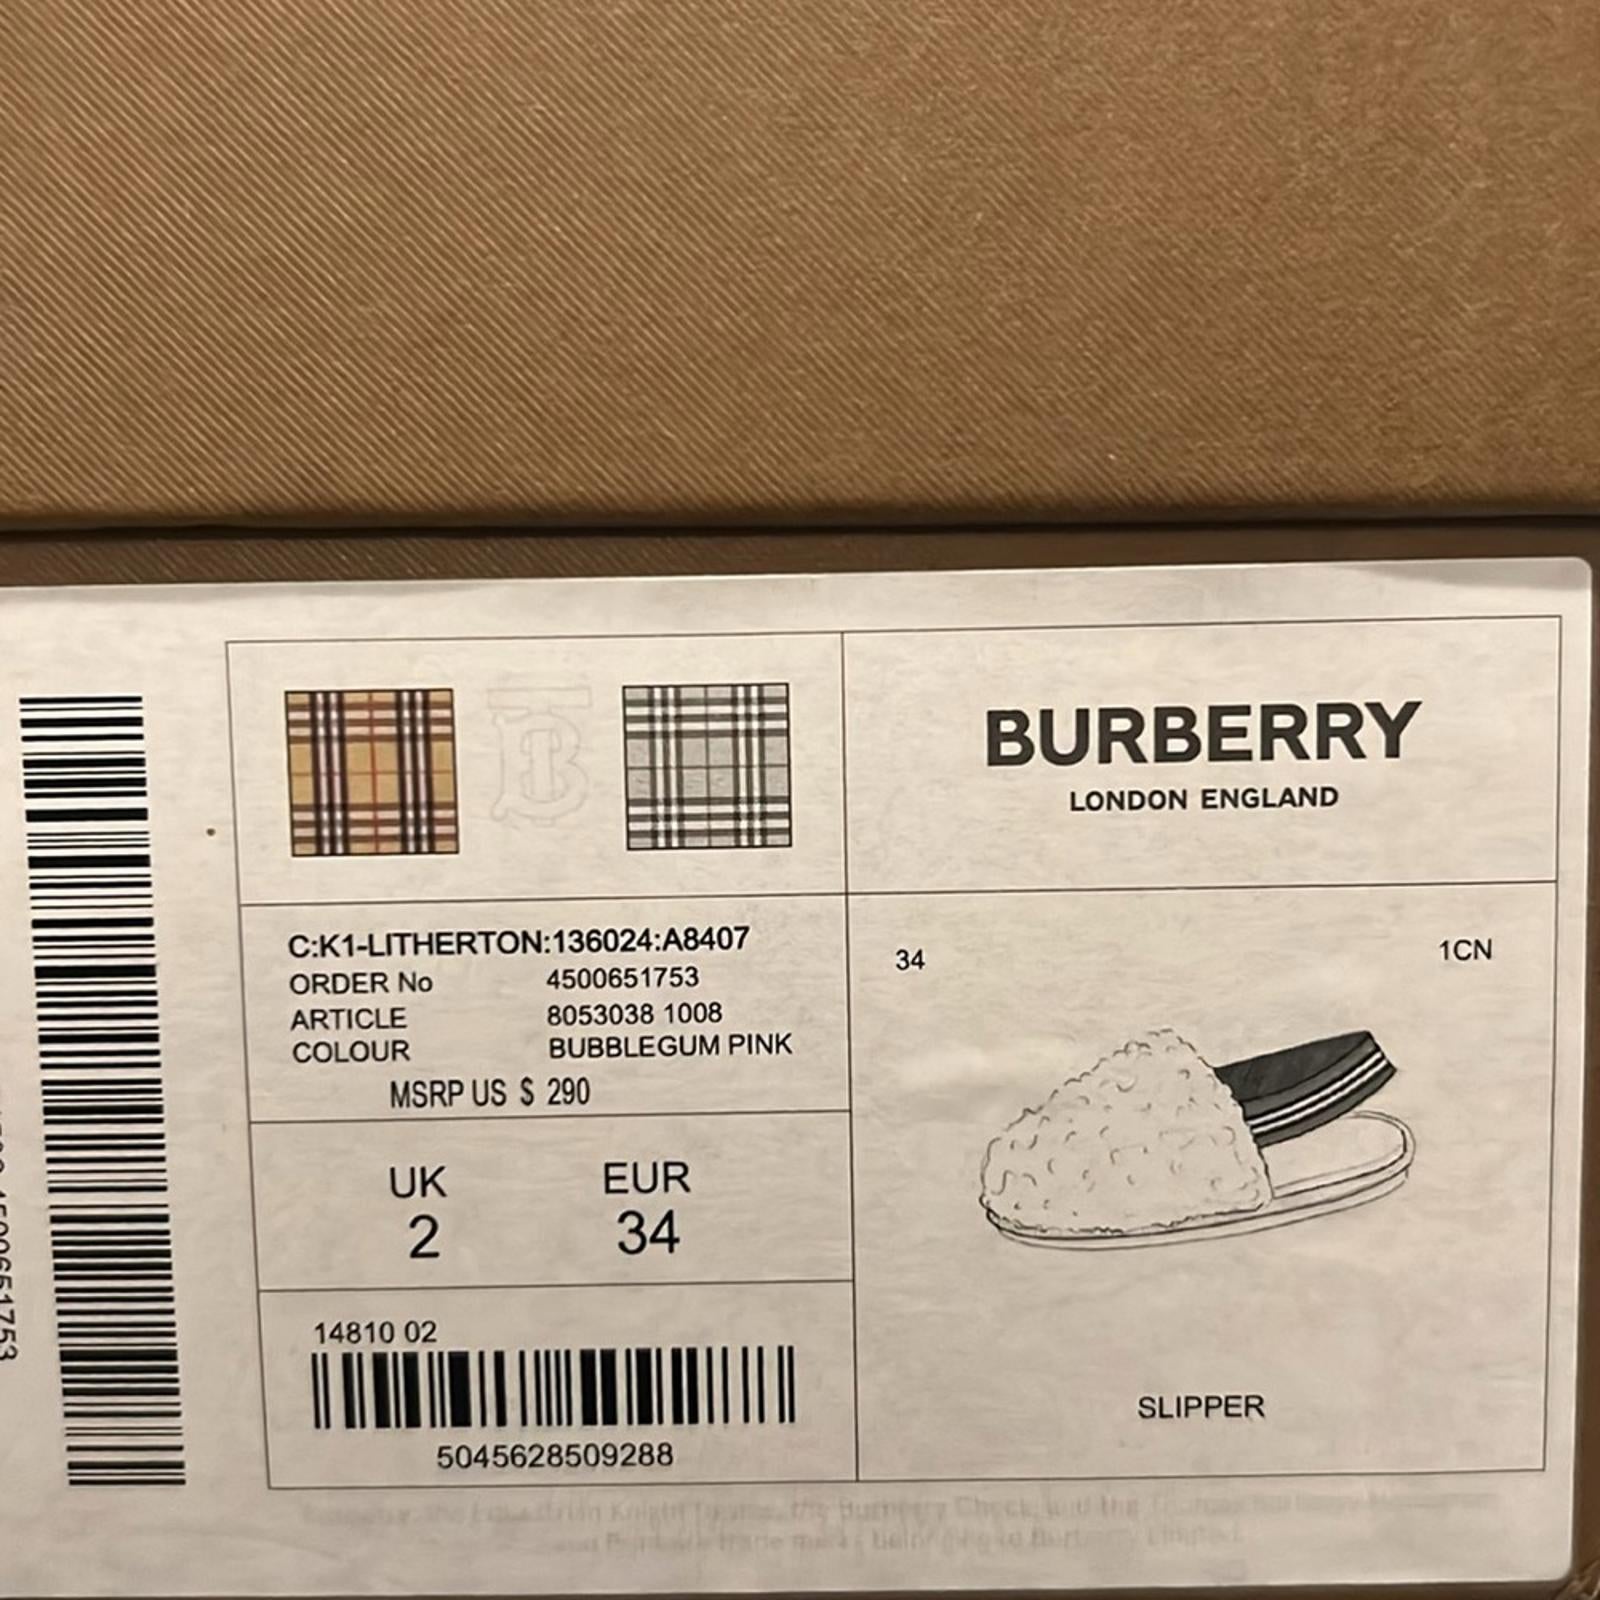 BURBERRY
LONDON ENGLAND
C:K1-LITHERTON:136024:A8407
ORDER No 4500651753
ARTICLE 8053038 1008
COLOUR BUBBLEGUM PINK
MSRP US $ 290
UK EUR
2 34
14810 02
5045628509288
34 1CN
SLIPPER